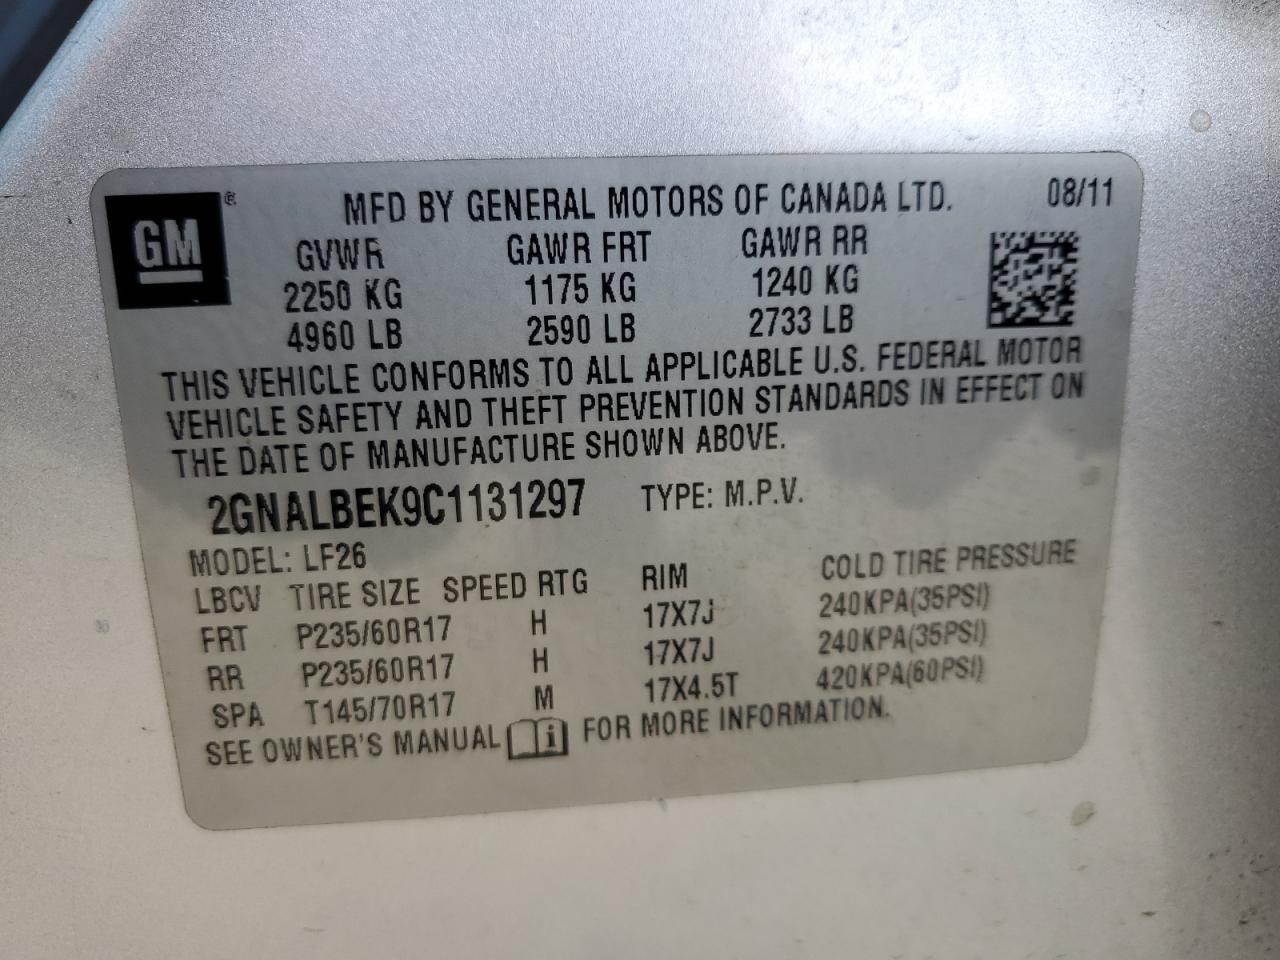 GM ® MFD BY GENERAL MOTORS OF CANADA LTD. 08/11
GVWR GAWR FRT GAWR RR
2250 KG 1175 KG 1240 KG
4960 LB 2590 LB 2733 LB
THIS VEHICLE CONFORMS TO ALL APPLICABLE U.S. FEDERAL MOTOR
VEHICLE SAFETY AND THEFT PREVENTION STANDARDS IN EFFECT ON
THE DATE OF MANUFACTURE SHOWN ABOVE.
2GNALBEK9C1131297 TYPE: M.P.V.
MODEL: LF26
LBCV TIRE SIZE SPEED RTG RIM COLD TIRE PRESSURE
FRT P235/60R17 H 17X7J 240KPA(35PSI)
RR P235/60R17 H 17X7J 240KPA(35PSI)
SPA T145/70R17 M 17X4.5T 420KPA(60PSI)
SEE OWNER'S MANUAL i FOR MORE INFORMATION.